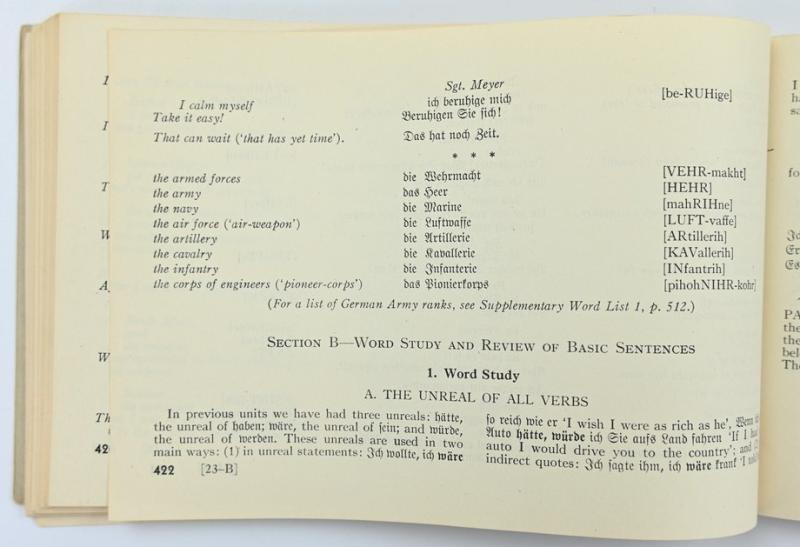 Sgt. Meyer
I calm myself ich beruhige mich [be-RUHige]
Take it easy! Beruhigen Sie sich!
That can wait ('that has yet time'). Das hat noch Zeit.
* * *
the armed forces die Wehrmacht [VEHR-makht]
the army das Heer [HEHR]
the navy die Marine [mahRIHne]
the air force ('air-weapon') die Luftwaffe [LUFT-vaffe]
the artillery die Artillerie [ARtillerih]
the cavalry die Kavallerie [KAVallerih]
the infantry die Infanterie [INfantrih]
the corps of engineers ('pioneer-corps') das Pionierkorps [pihohNIHR-kohr]
(For a list of German Army ranks, see Supplementary Word List 1, p. 512.)
SECTION B—WORD STUDY AND REVIEW OF BASIC SENTENCES
1. Word Study
A. THE UNREAL OF ALL VERBS
In previous units we have had three unreals: hätte,
the unreal of haben; wäre, the unreal of sein; and würde,
the unreal of werden. These unreals are used in two
main ways: (1) in unreal statements: Ich wollte, ich wäre
so reich wie er 'I wish I were as rich as he', Wenn
Auto hätte, würde ich Sie aufs Land fahren 'If I
auto I would drive you to the country'; and
indirect quotes: Ich sagte ihm, ich wäre krank 'I
422 [23–B]